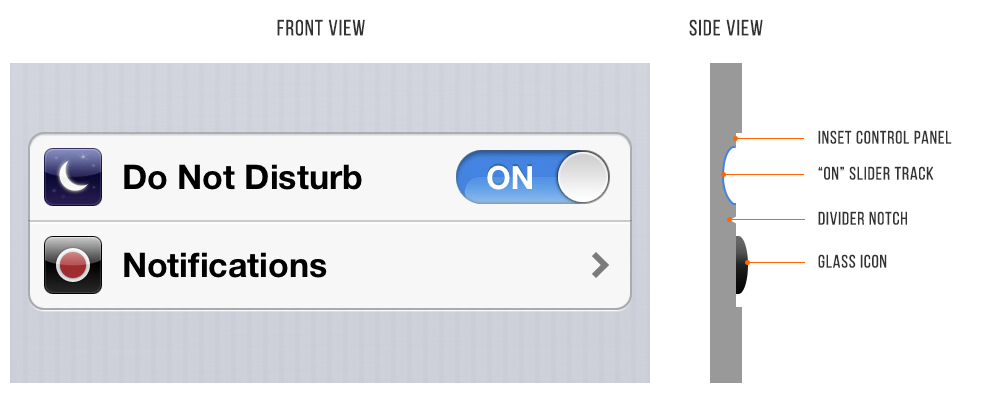 FRONT VIEW
SIDE VIEW
Do Not Disturb
ON
Notifications
INSET CONTROL PANEL
“ON” SLIDER TRACK
DIVIDER NOTCH
GLASS ICON